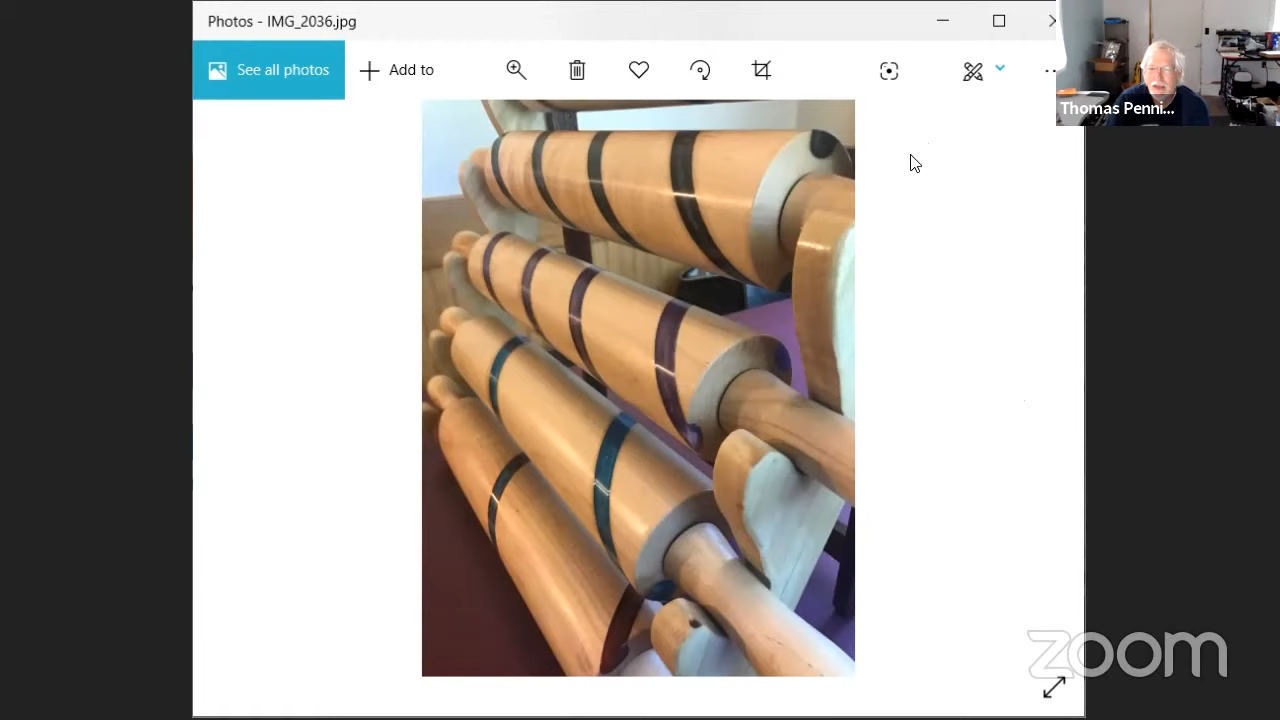 Photos - IMG_2036.jpg
See all photos
Add to
Thomas Penni...
zoom